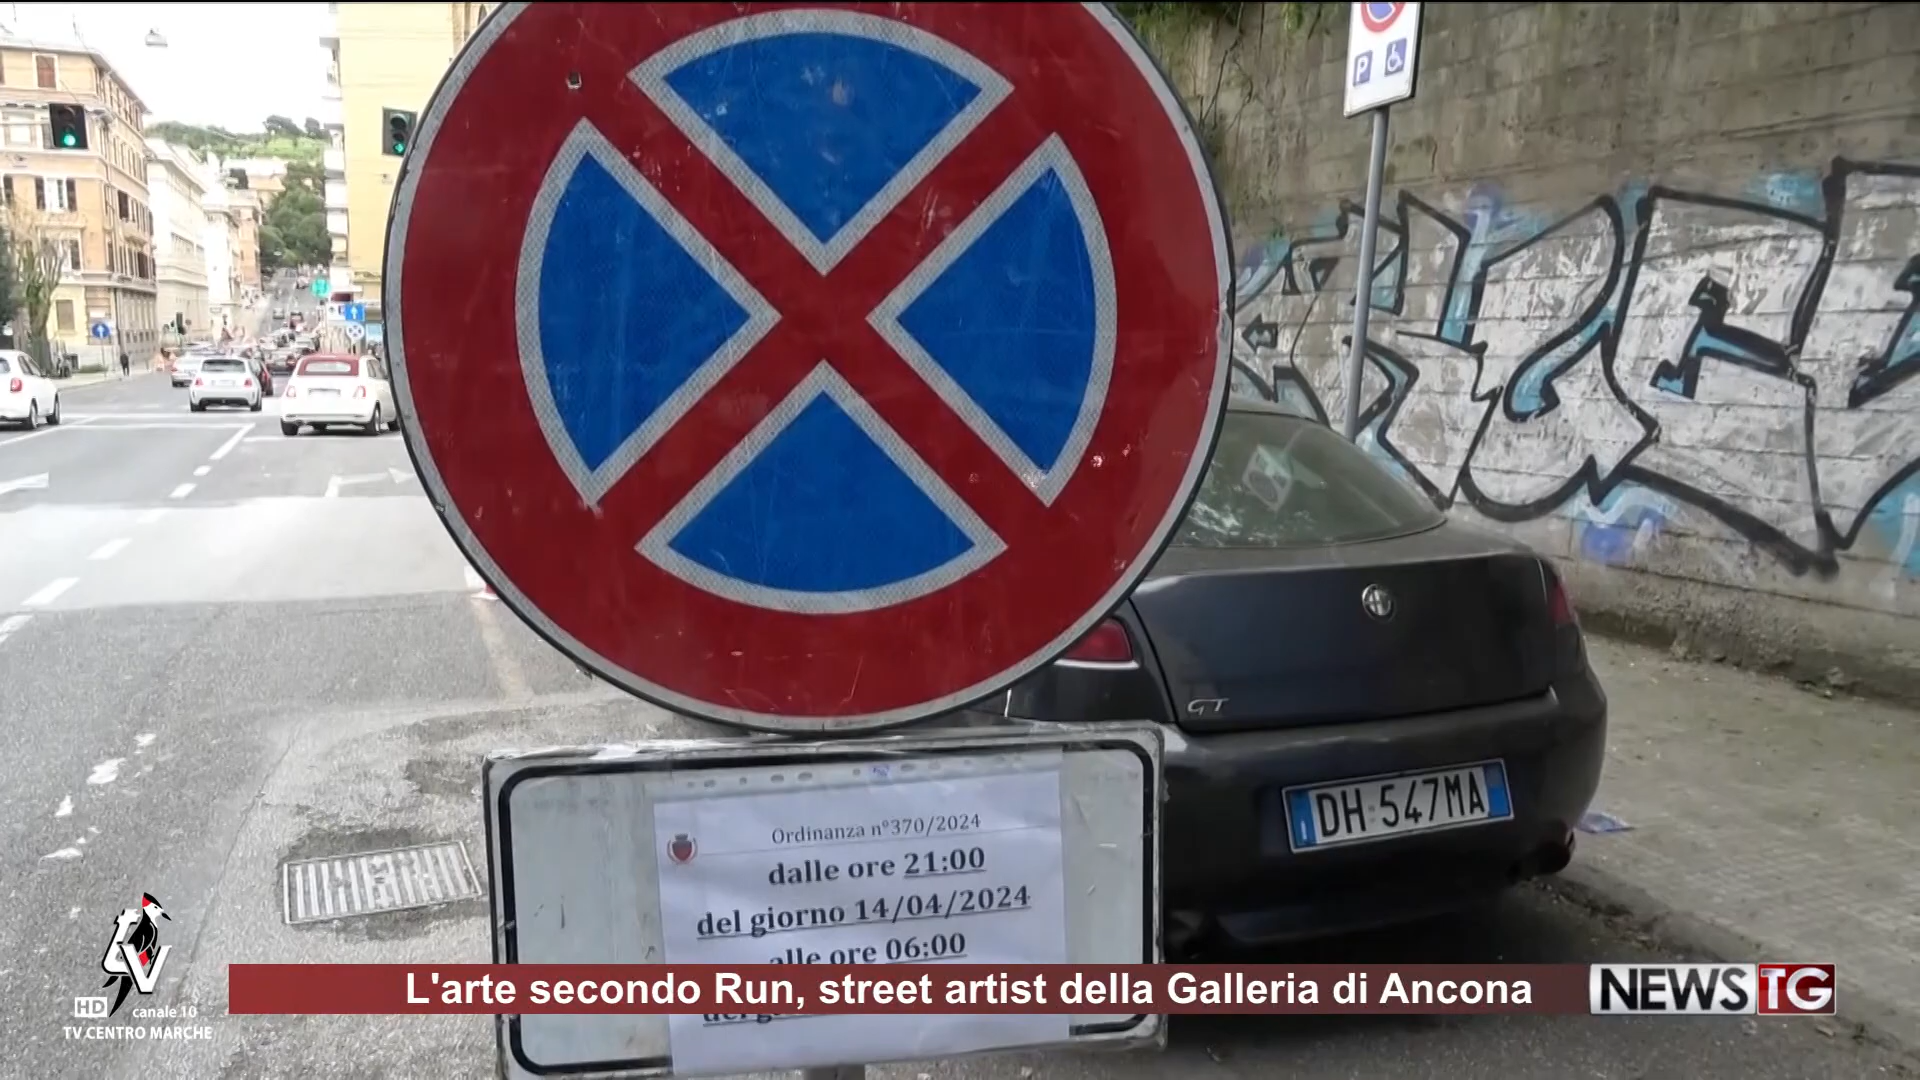 P
GT
DH 547MA
Ordinanza n°370/2024
dalle ore 21:00
del giorno 14/04/2024
alle ore 06:00
L'arte secondo Run, street artist della Galleria di Ancona
NEWS TG
V
HD canale 10
TV CENTRO MARCHE